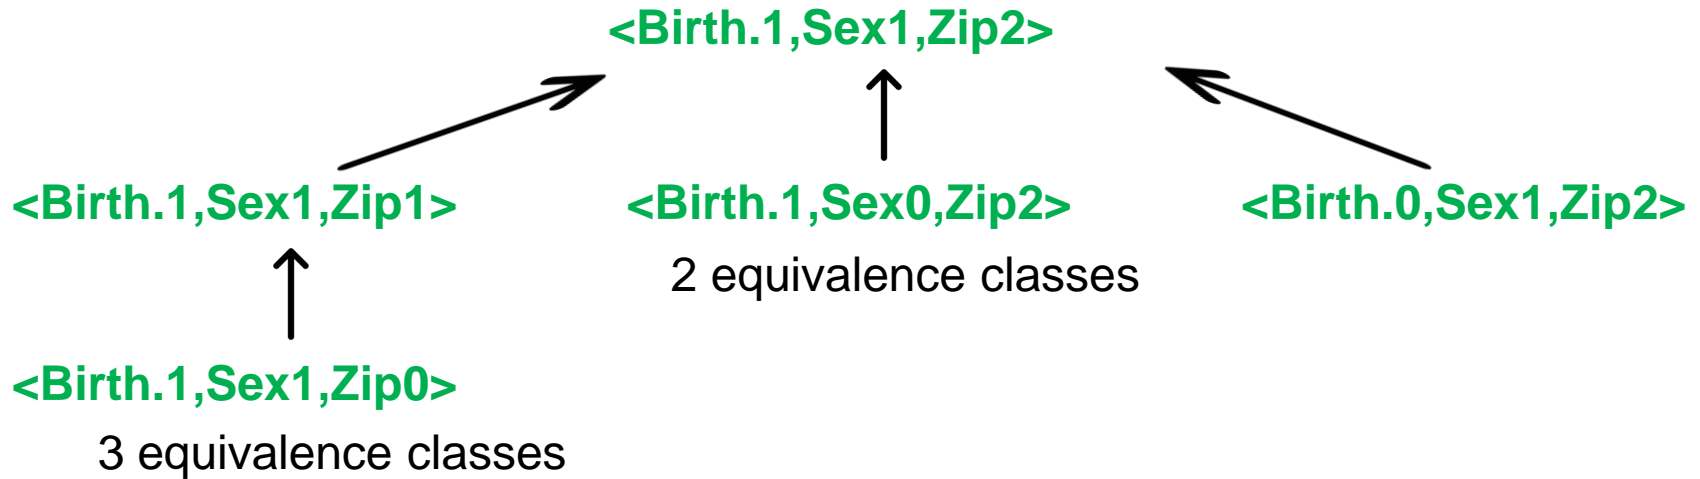 <Birth.1,Sex1,Zip2>
<Birth.1,Sex1,Zip1>
<Birth.1,Sex0,Zip2>
<Birth.0,Sex1,Zip2>
2 equivalence classes
<Birth.1,Sex1,Zip0>
3 equivalence classes